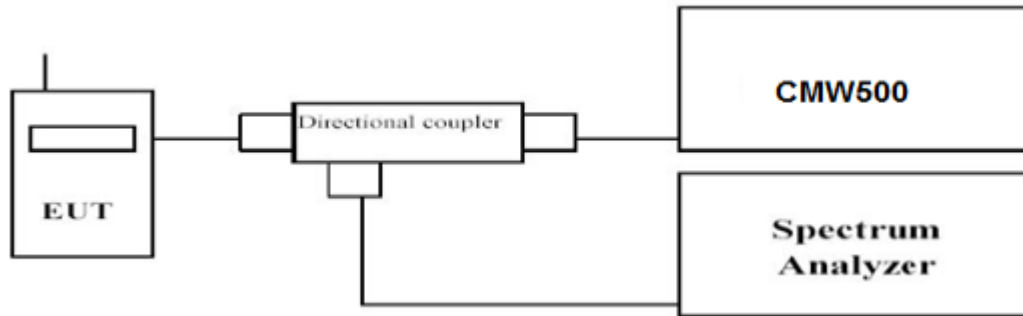 CMW500
Directional coupler
EUT
Spectrum
Analyzer